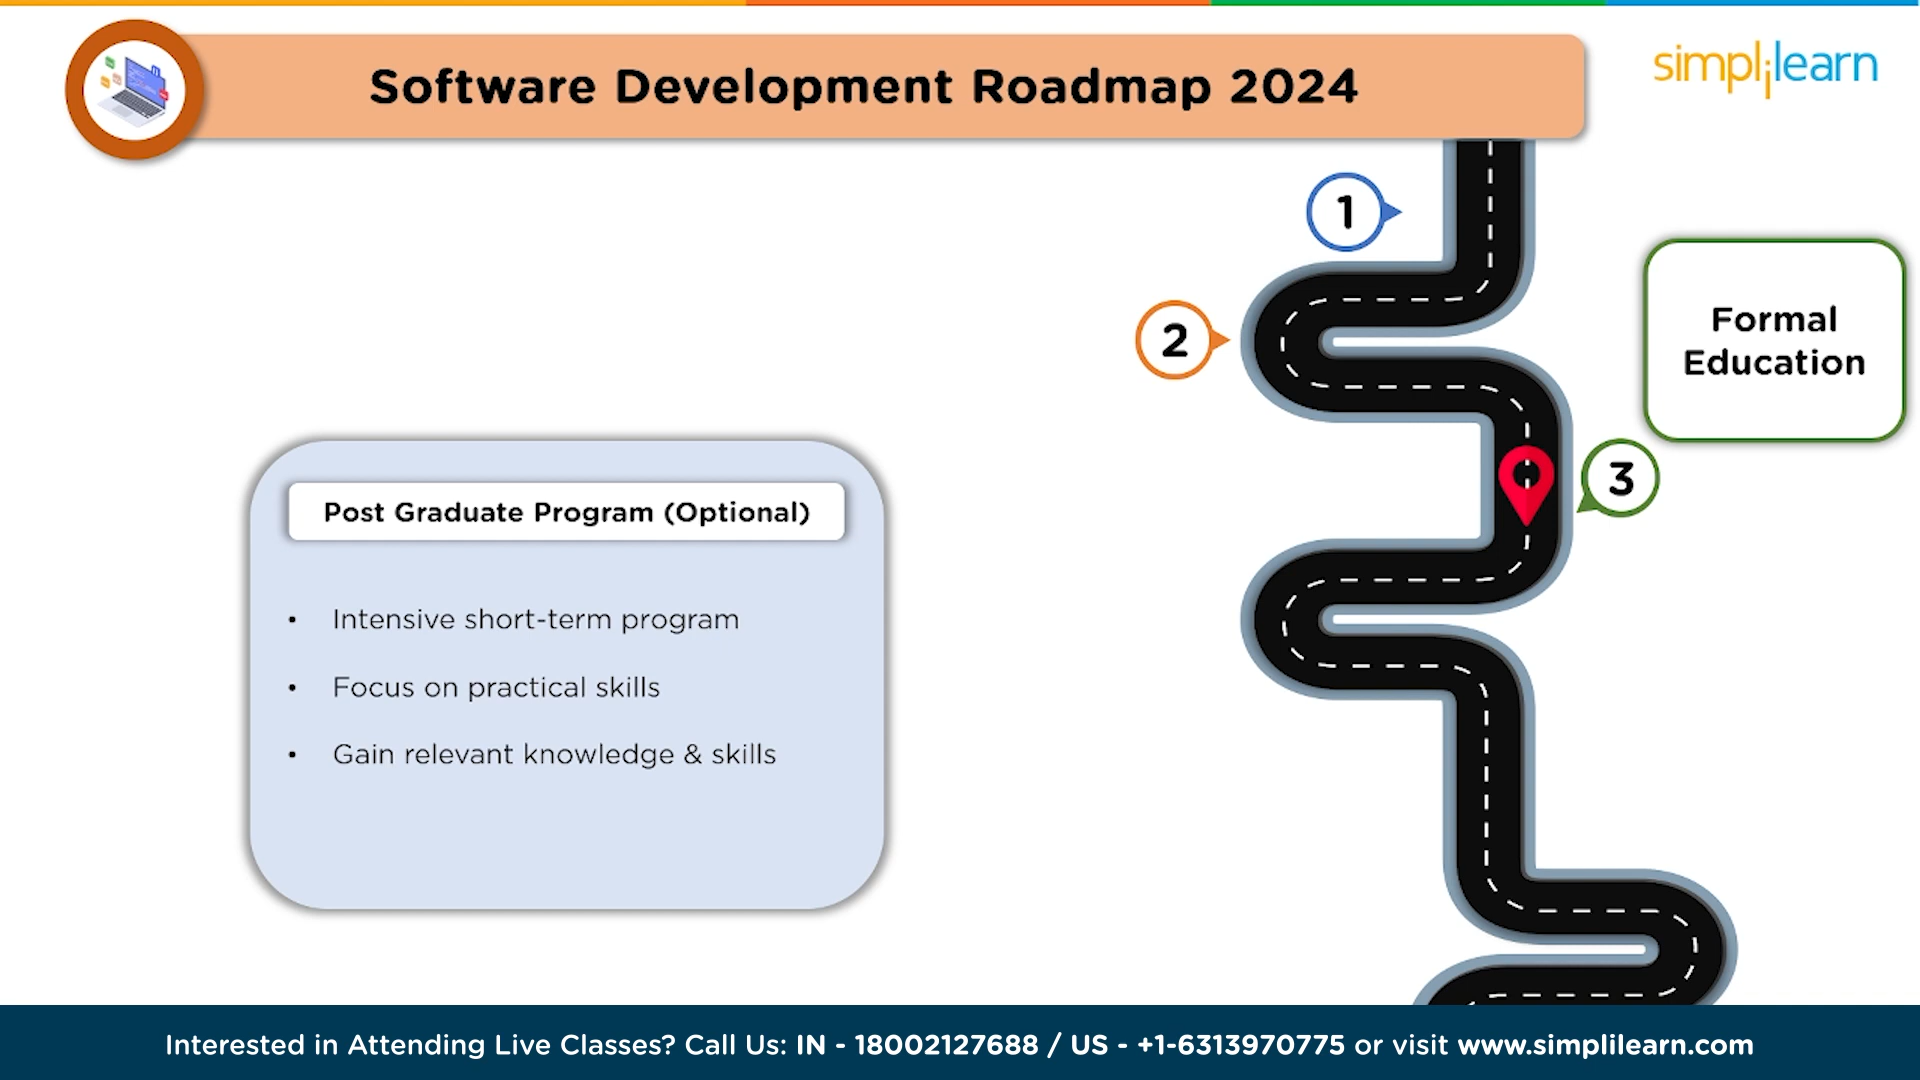 Software Development Roadmap 2024
simplilearn
1
2
Formal
Education
3
Post Graduate Program (Optional)
• Intensive short-term program
• Focus on practical skills
• Gain relevant knowledge & skills
Interested in Attending Live Classes? Call Us: IN - 18002127688 / US - +1-6313970775 or visit www.simplilearn.com